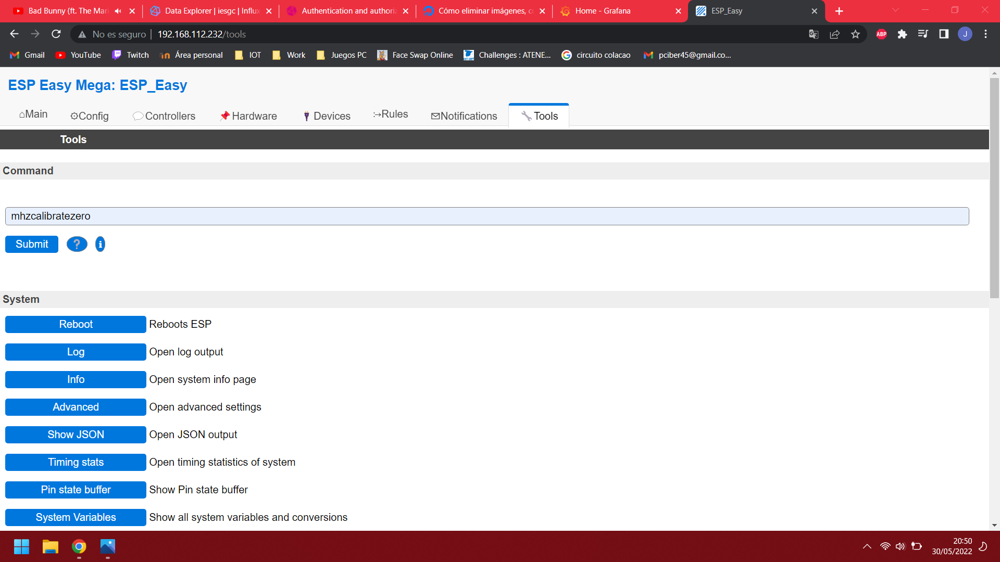 Bad Bunny (ft. The Mar
Data Explorer | iesgc | Influx
Authentication and authoriz
Cómo eliminar imágenes, c
Home - Grafana
ESP_Easy
No es seguro | 192.168.112.232/tools
ABP
J
Gmail
YouTube
Twitch
Área personal
IOT
Work
Juegos PC
Face Swap Online
Challenges : ATENE...
circuito colacao
pciber45@gmail.co...
ESP Easy Mega: ESP_Easy
Main
Config
Controllers
Hardware
Devices
Rules
Notifications
Tools
Tools
Command
mhzcalibratezero
Submit
?
i
System
Reboot Reboots ESP
Log Open log output
Info Open system info page
Advanced Open advanced settings
Show JSON Open JSON output
Timing stats Open timing statistics of system
Pin state buffer Show Pin state buffer
System Variables Show all system variables and conversions
20:50
30/05/2022